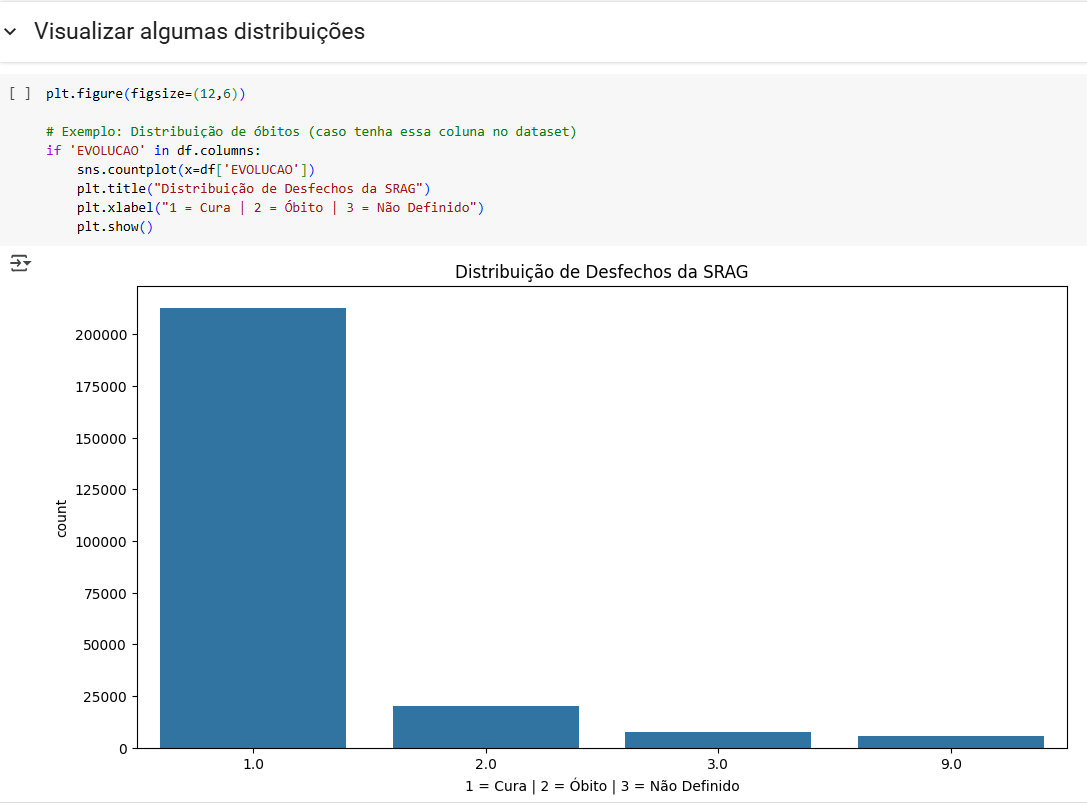 Visualizar algumas distribuições
[ ] plt.figure(figsize=(12,6))
# Exemplo: Distribuição de óbitos (caso tenha essa coluna no dataset)
if 'EVOLUCAO' in df.columns:
    sns.countplot(x=df['EVOLUCAO'])
    plt.title("Distribuição de Desfechos da SRAG")
    plt.xlabel("1 = Cura | 2 = Óbito | 3 = Não Definido")
    plt.show()
Distribuição de Desfechos da SRAG
200000
175000
150000
125000
100000
75000
50000
25000
0
count
1.0 2.0 3.0 9.0
1 = Cura | 2 = Óbito | 3 = Não Definido